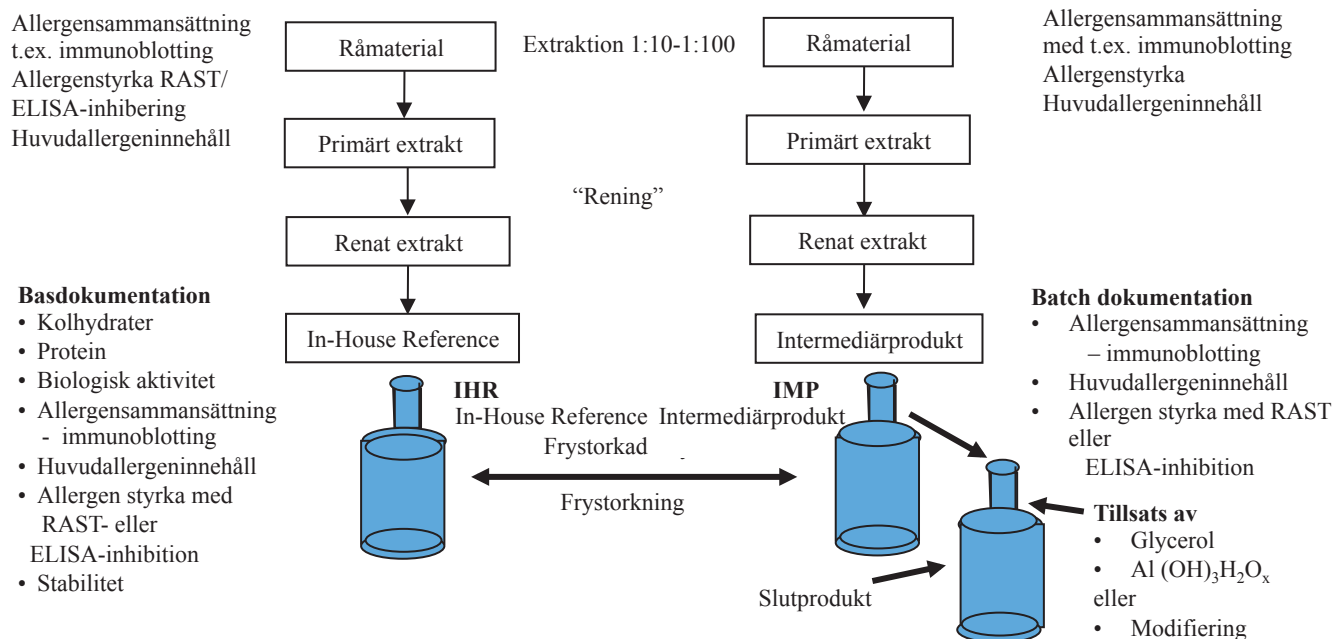 Allergensammansättning
t.ex. immunoblotting
Allergenstyrka RAST/
ELISA-inhibering
Huvudallergeninnehåll
Råmaterial
Extraktion 1:10-1:100
Råmaterial
Allergensammansättning
med t.ex. immunoblotting
Allergenstyrka
Huvudallergeninnehåll
Primärt extrakt
Primärt extrakt
“Rening”
Renat extrakt
Renat extrakt
In-House Reference
Intermediärprodukt
Basdokumentation
• Kolhydrater
• Protein
• Biologisk aktivitet
• Allergensammansättning
- immunoblotting
• Huvudallergeninnehåll
• Allergen styrka med
RAST- eller
ELISA-inhibition
• Stabilitet
IHR
In-House Reference
Frystorkad
IMP
Intermediärprodukt
Frystorkning
Batch dokumentation
• Allergensammansättning
– immunoblotting
• Huvudallergeninnehåll
• Allergen styrka med RAST
eller
ELISA-inhibition
Slutprodukt
Tillsats av
• Glycerol
• Al (OH)₃H₂Oₓ
eller
• Modifiering